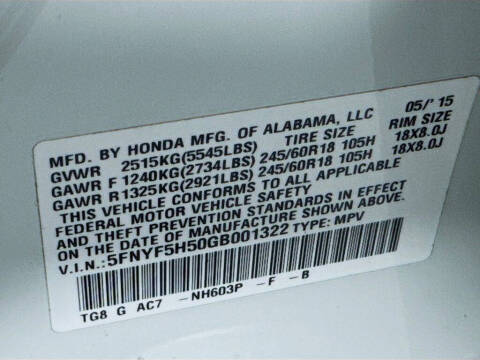 MFD. BY HONDA MFG. OF ALABAMA, LLC 05/'15
GVWR 2515KG(5545LBS) TIRE SIZE RIM SIZE
GAWR F 1240KG(2734LBS) 245/60R18 105H 18X8.0J
GAWR R1325KG(2921LBS) 245/60R18 105H 18X8.0J
THIS VEHICLE CONFORMS TO ALL APPLICABLE
FEDERAL MOTOR VEHICLE SAFETY
AND THEFT PREVENTION STANDARDS IN EFFECT
ON THE DATE OF MANUFACTURE SHOWN ABOVE.
V.I.N.:5FNYF5H50GB001322 TYPE: MPV
TG8 G AC7 -NH603P -F -B